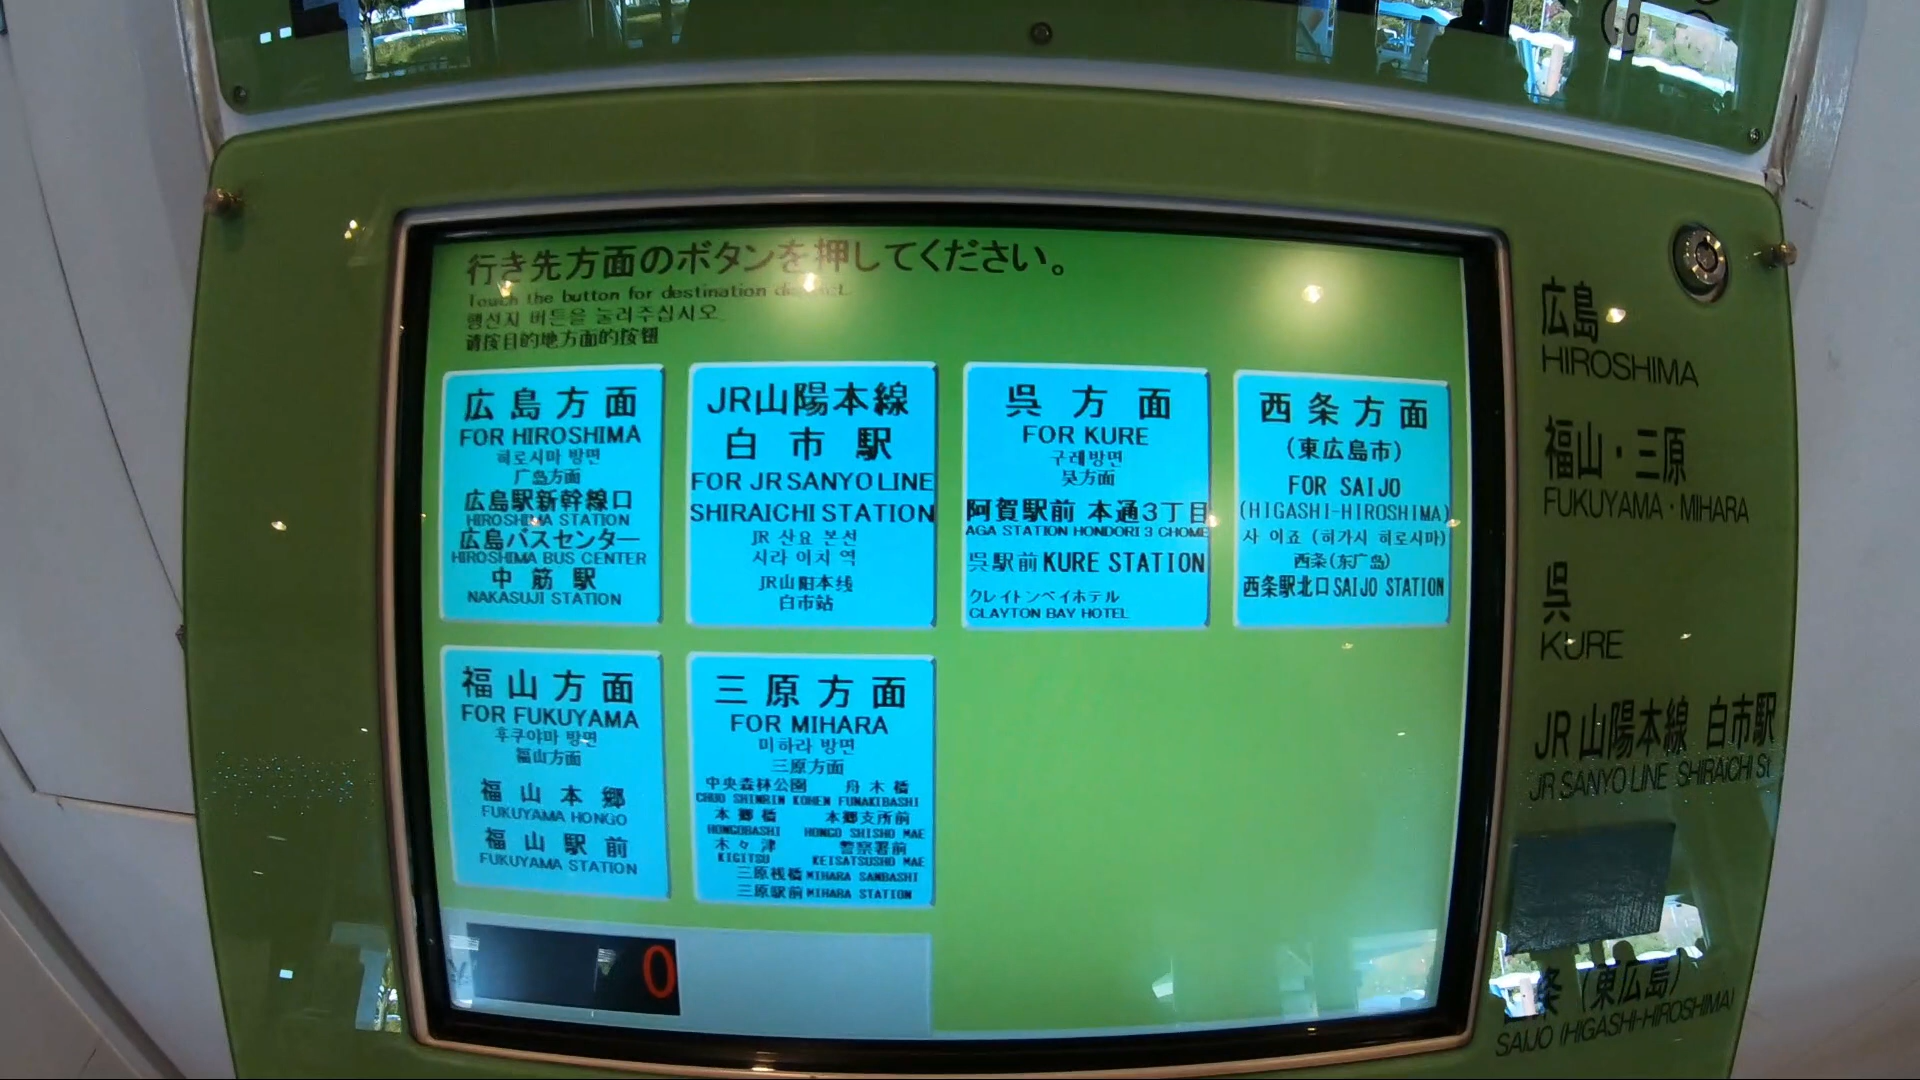 行き先方面のボタンを押してください。
Touch the button for destination
행선지 버튼을 눌러주십시오.
请按目的地方面的按钮
広島方面
FOR HIROSHIMA
히로시마 방면
广岛方面
広島駅新幹線口
HIROSHIMA STATION
広島バスセンター
HIROSHIMA BUS CENTER
中筋駅
NAKASUJI STATION
JR山陽本線
白市駅
FOR JR SANYO LINE
SHIRAICHI STATION
JR 산요 본선
시라 이치 역
JR山阳本线
白市站
呉方面
FOR KURE
구레방면
吴方面
阿賀駅前 本通3丁目
AGA STATION HONDORI 3 CHOME
呉駅前 KURE STATION
クレイトンベイホテル
CLAYTON BAY HOTEL
西条方面
(東広島市)
FOR SAIJO
(HIGASHI-HIROSHIMA)
사 이죠 (히가시 히로시마)
西条(东广岛)
西条駅北口 SAIJO STATION
福山方面
FOR FUKUYAMA
후쿠야마 방면
福山方面
福山本郷
FUKUYAMA HONGO
福山駅前
FUKUYAMA STATION
三原方面
FOR MIHARA
미하라 방면
三原方面
中央森林公園 舟木橋
CHUO SHINRIN KOHEN FUNAKIBASHI
本郷橋 本郷支所前
HONGOBASHI HONGO SHISHO MAE
木々津 警察署前
KIGITSU KEISATSUSHO MAE
三原桟橋 MIHARA SANBASHI
三原駅前 MIHARA STATION
¥ 0
広島
HIROSHIMA
福山・三原
FUKUYAMA・MIHARA
呉
KURE
JR山陽本線 白市駅
JR SANYO LINE SHIRAICHI St
条(東広島)
SAIJO (HIGASHI-HIROSHIMA)